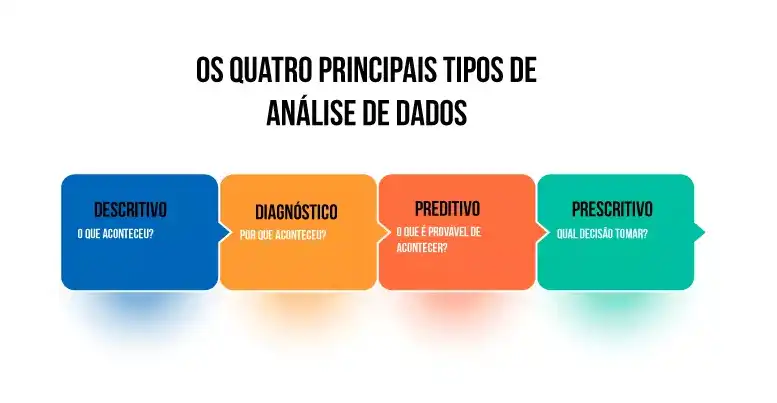 OS QUATRO PRINCIPAIS TIPOS DE
ANÁLISE DE DADOS
DESCRITIVO
O QUE ACONTECEU?
DIAGNÓSTICO
POR QUE ACONTECEU?
PREDITIVO
O QUE É PROVÁVEL DE
ACONTECER?
PRESCRITIVO
QUAL DECISÃO TOMAR?